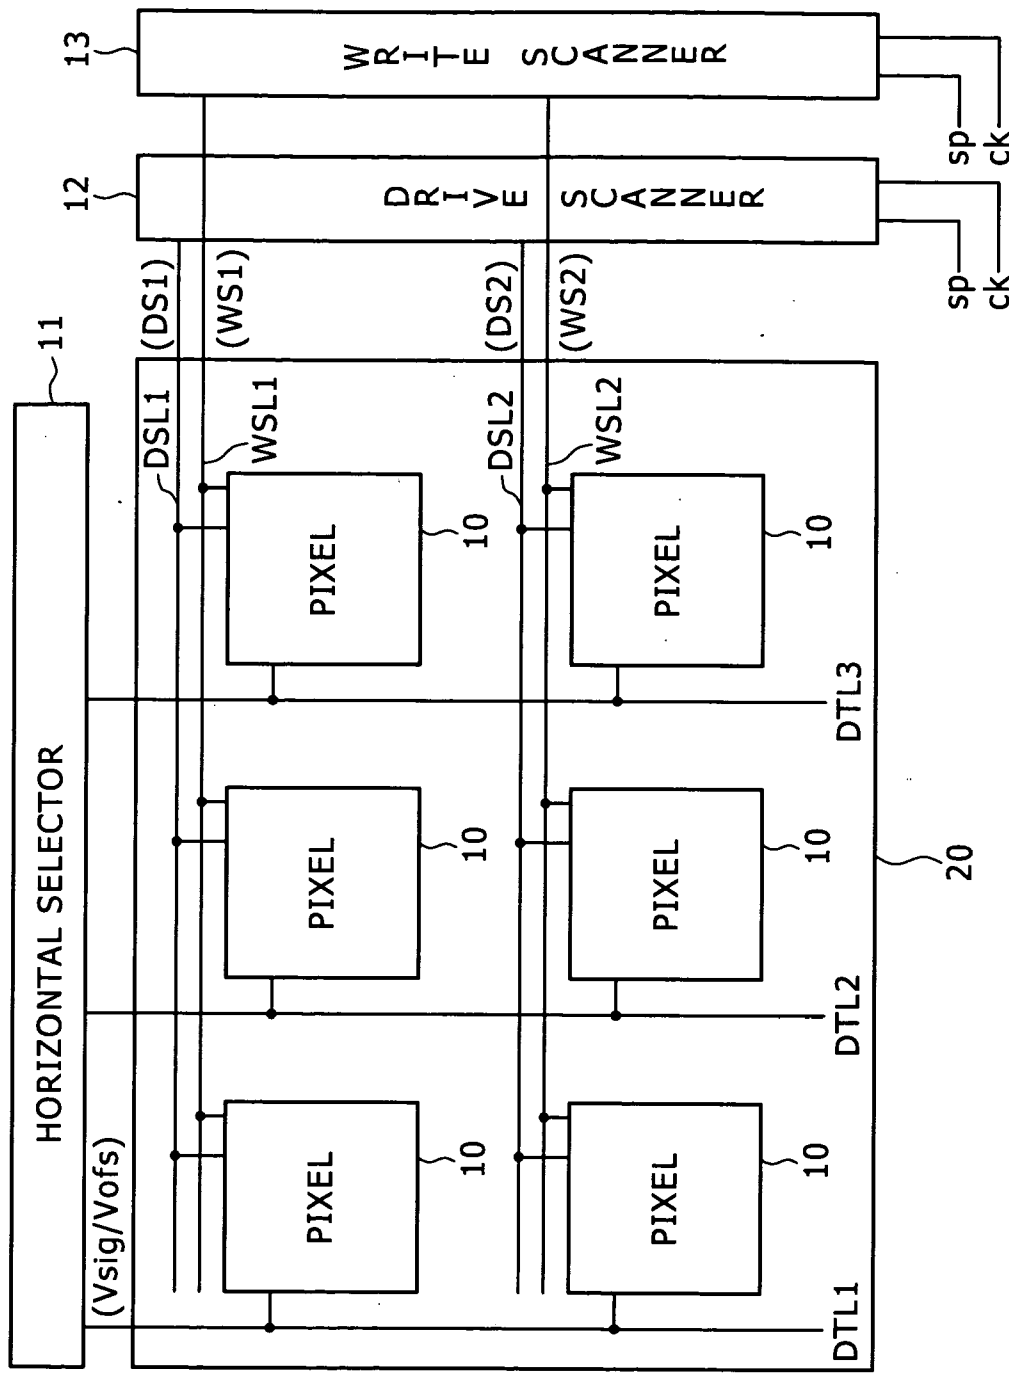 HORIZONTAL SELECTOR
11
12
13
(Vsig/Vofs)
DSL1
(DS1)
WSL1
(WS1)
DRIVE SCANNER
WRITE SCANNER
PIXEL
10
PIXEL
10
PIXEL
10
DSL2
(DS2)
WSL2
(WS2)
PIXEL
10
PIXEL
10
PIXEL
10
DTL1
DTL2
DTL3
20
sp
ck
sp
ck